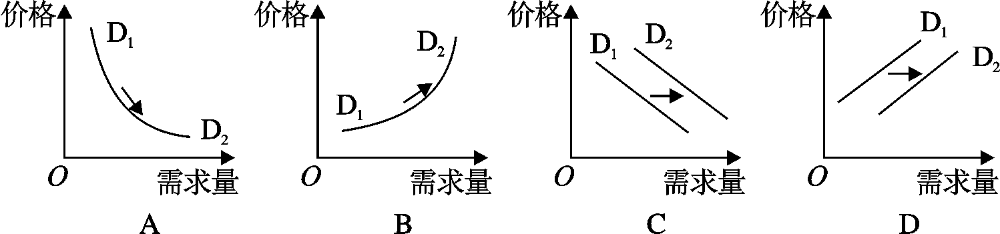 价格 D₁ D₂ O 需求量 A
价格 D₂ D₁ O 需求量 B
价格 D₁ D₂ O 需求量 C
价格 D₁ D₂ O 需求量 D